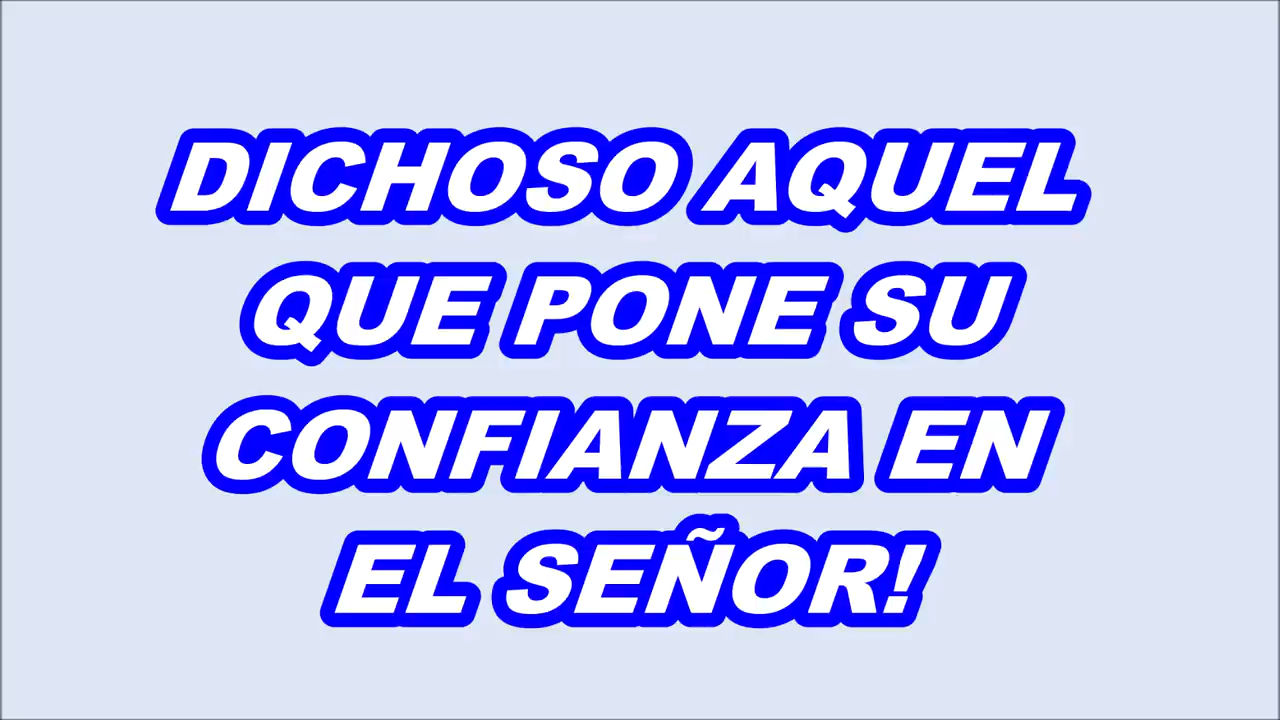 DICHOSO AQUEL
QUE PONE SU
CONFIANZA EN
EL SEÑOR!